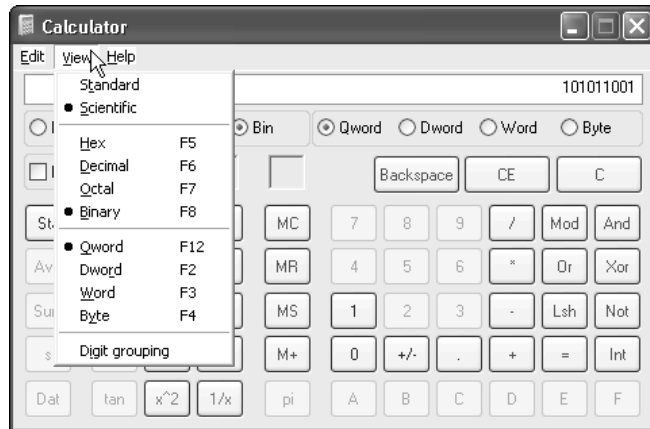 Calculator
Edit View Help
101011001
Standard
Scientific
Bin Qword Dword Word Byte
Hex F5
Decimal F6
Octal F7
Binary F8
Qword F12
Dword F2
Word F3
Byte F4
Digit grouping
Backspace CE C
MC 7 8 9 / Mod And
MR 4 5 6 * Or Xor
MS 1 2 3 - Lsh Not
M+ 0 +/- . + = Int
Dat tan x^2 1/x pi A B C D E F